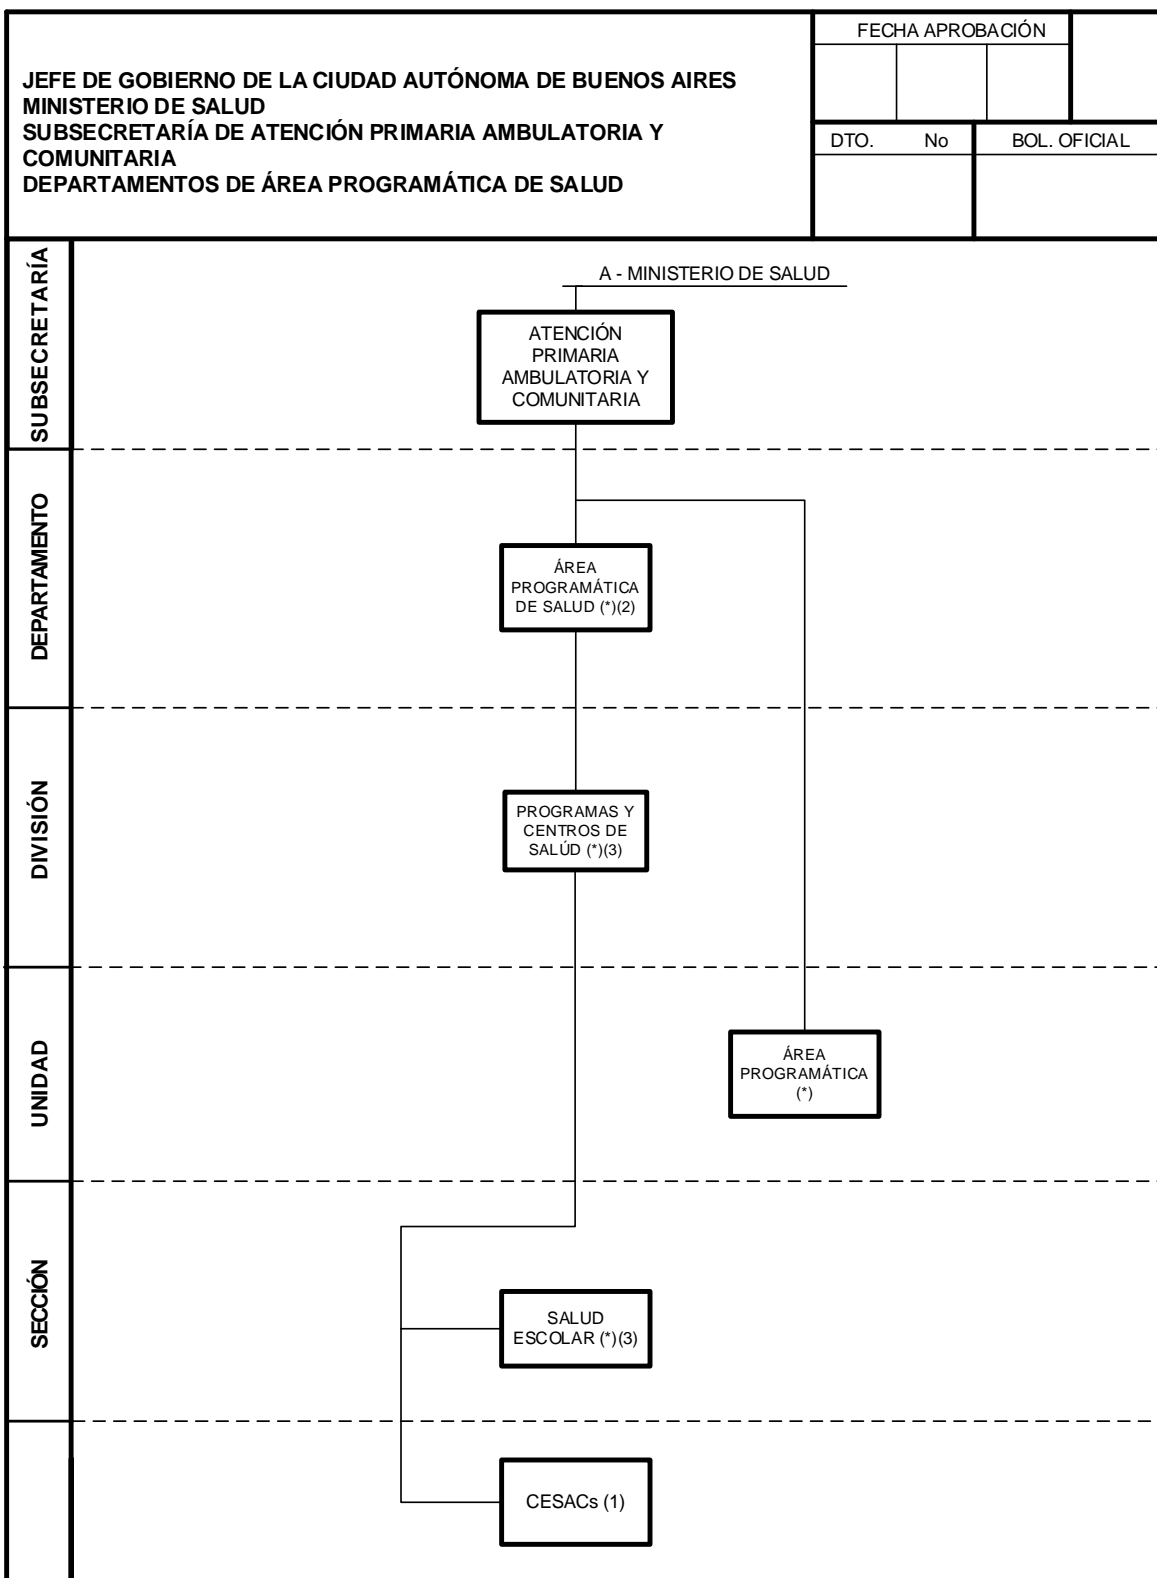 JEFE DE GOBIERNO DE LA CIUDAD AUTÓNOMA DE BUENOS AIRES
MINISTERIO DE SALUD
SUBSECRETARÍA DE ATENCIÓN PRIMARIA AMBULATORIA Y
COMUNITARIA
DEPARTAMENTOS DE ÁREA PROGRAMÁTICA DE SALUD
FECHA APROBACIÓN
DTO. No
BOL. OFICIAL
SUBSECRETARÍA
A - MINISTERIO DE SALUD
ATENCIÓN
PRIMARIA
AMBULATORIA Y
COMUNITARIA
DEPARTAMENTO
ÁREA
PROGRAMÁTICA
DE SALUD (*)(2)
DIVISIÓN
PROGRAMAS Y
CENTROS DE
SALÚD (*)(3)
UNIDAD
ÁREA
PROGRAMÁTICA
(*)
SECCIÓN
SALUD
ESCOLAR (*)(3)
CESACs (1)